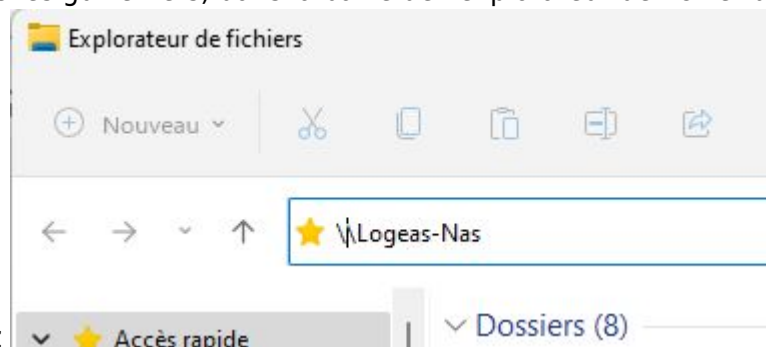 Explorateur de fichiers
Nouveau
\\Logeas-Nas
Accès rapide
Dossiers (8)